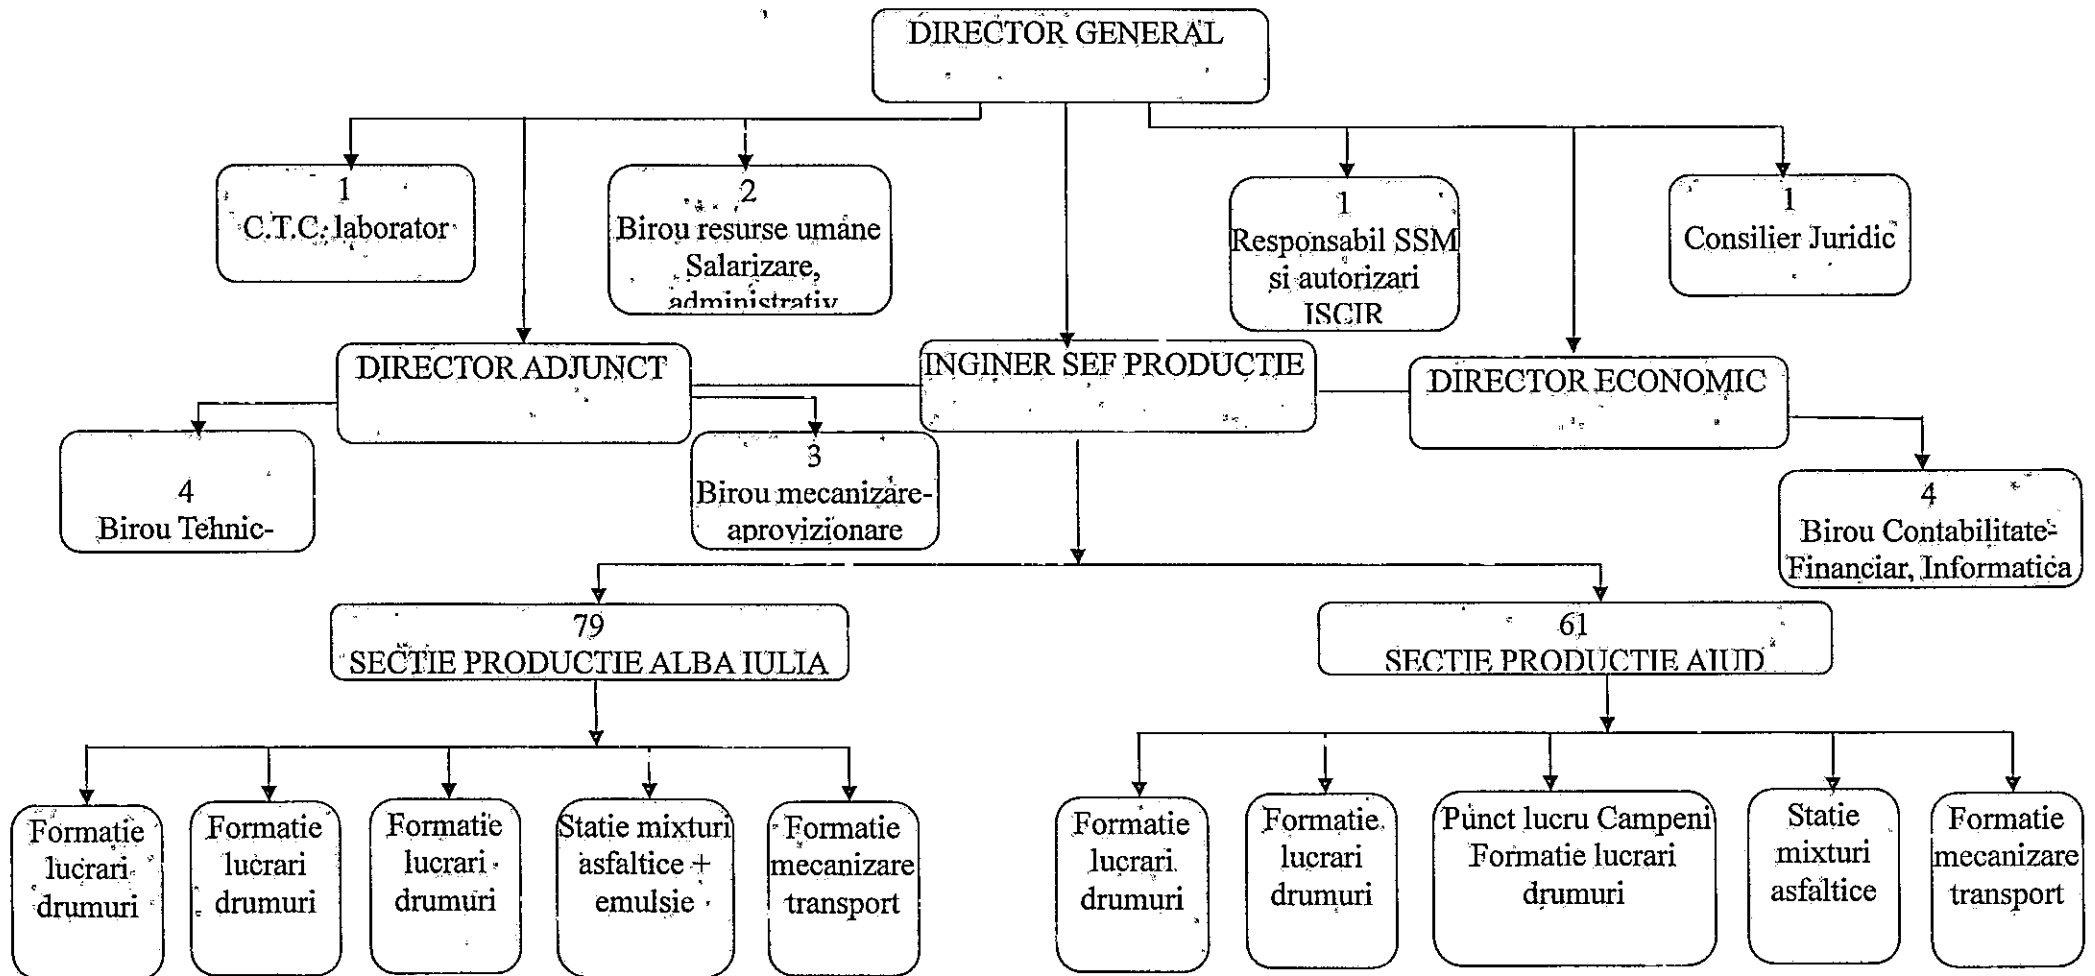 DIRECTOR GENERAL
1
C.T.C. laborator
2
Birou resurse umane
Salarizare,
administrativ
1
Responsabil SSM
si autorizari
ISCIR
1
Consilier Juridic
DIRECTOR ADJUNCT
INGINER SEF PRODUCTIE
DIRECTOR ECONOMIC
4
Birou Tehnic-
3
Birou mecanizare-
aprovizionare
4
Birou Contabilitate-
Financiar, Informatica
79
SECTIE PRODUCTIE ALBA IULIA
61
SECTIE PRODUCTIE AIUD
Formatie
lucrari
drumuri
Formatie
lucrari
drumuri
Formatie
lucrari
drumuri
Statie mixturi
asfaltice +
emulsie
Formatie
mecanizare
transport
Formatie
lucrari
drumuri
Formatie
lucrari
drumuri
Punct lucru Campeni
Formatie lucrari
drumuri
Statie
mixturi
asfaltice
Formatie
mecanizare
transport